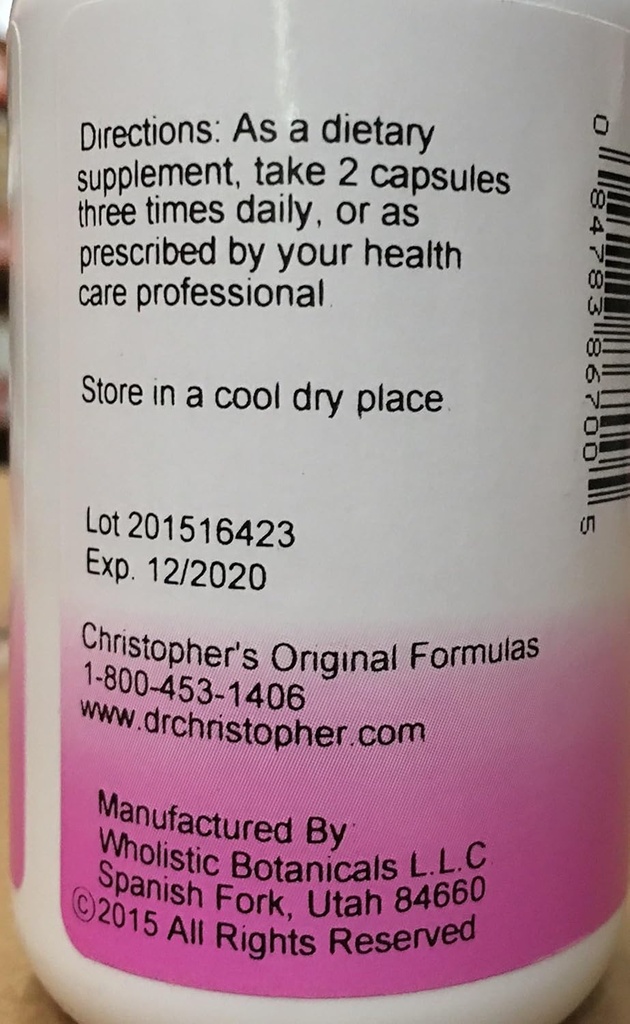 Directions: As a dietary
supplement, take 2 capsules
three times daily, or as
prescribed by your health
care professional.
Store in a cool dry place.
Lot 201516423
Exp. 12/2020
Christopher's Original Formulas
1-800-453-1406
www.drchristopher.com
Manufactured By
Wholistic Botanicals L.L.C
Spanish Fork, Utah 84660
©2015 All Rights Reserved
0 84783 86700 5